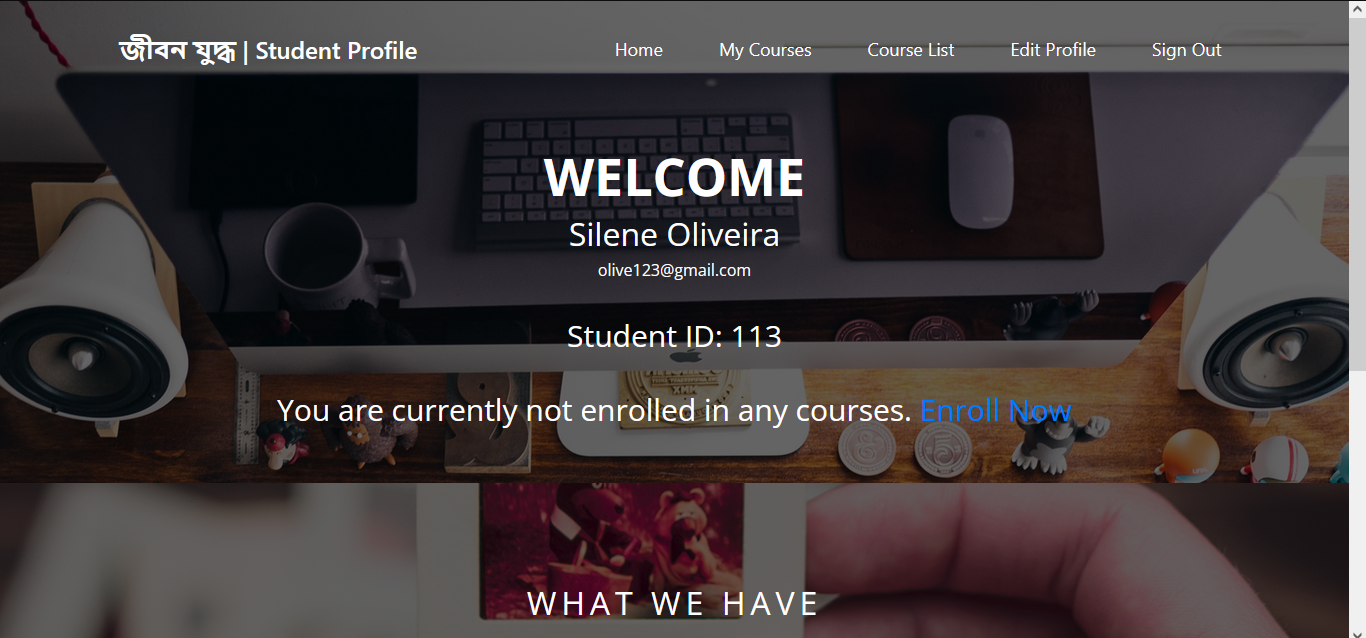 জীবন যুদ্ধ | Student Profile
Home
My Courses
Course List
Edit Profile
Sign Out
WELCOME
Silene Oliveira
olive123@gmail.com
Student ID: 113
You are currently not enrolled in any courses. Enroll Now
WHAT WE HAVE